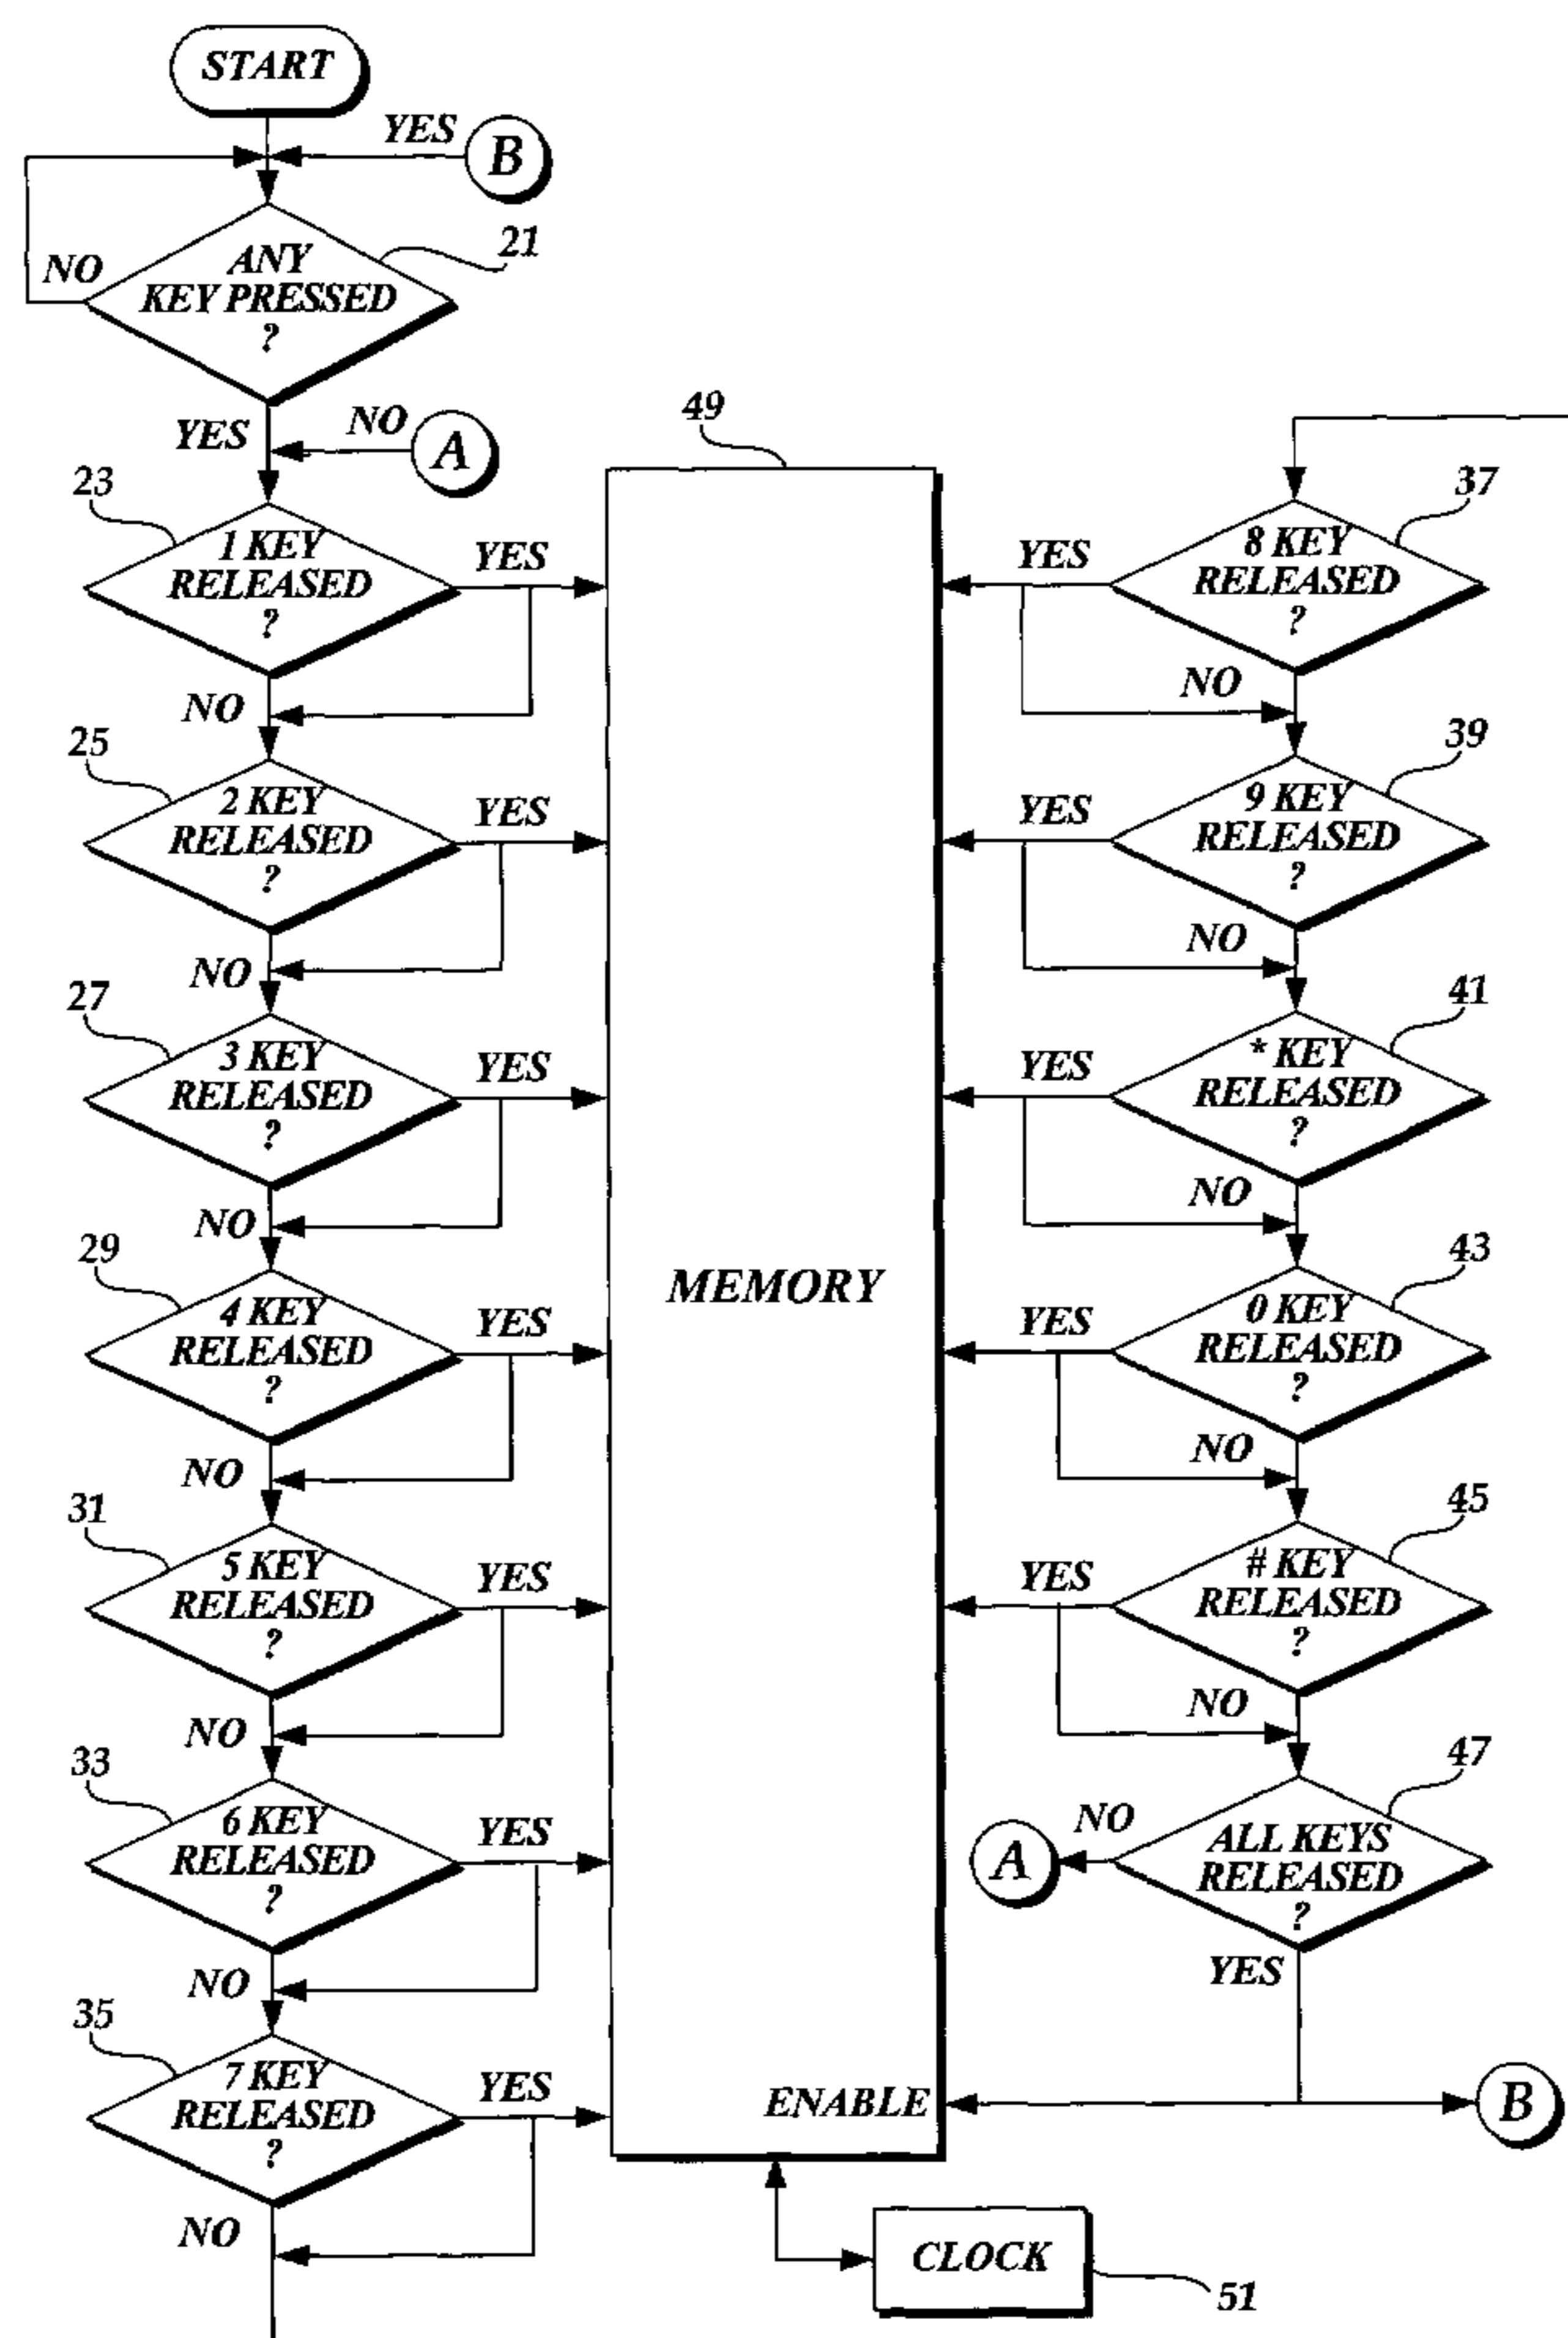 START
YES
B
NO
ANY
KEY PRESSED
?
21
YES
NO
A
23
1 KEY
RELEASED
?
YES
NO
25
2 KEY
RELEASED
?
YES
NO
27
3 KEY
RELEASED
?
YES
NO
29
4 KEY
RELEASED
?
YES
NO
31
5 KEY
RELEASED
?
YES
NO
33
6 KEY
RELEASED
?
YES
NO
35
7 KEY
RELEASED
?
YES
NO
49
MEMORY
ENABLE
CLOCK
51
37
8 KEY
RELEASED
?
YES
NO
39
9 KEY
RELEASED
?
YES
NO
41
* KEY
RELEASED
?
YES
NO
43
0 KEY
RELEASED
?
YES
NO
45
# KEY
RELEASED
?
YES
NO
47
ALL KEYS
RELEASED
?
NO
A
YES
B